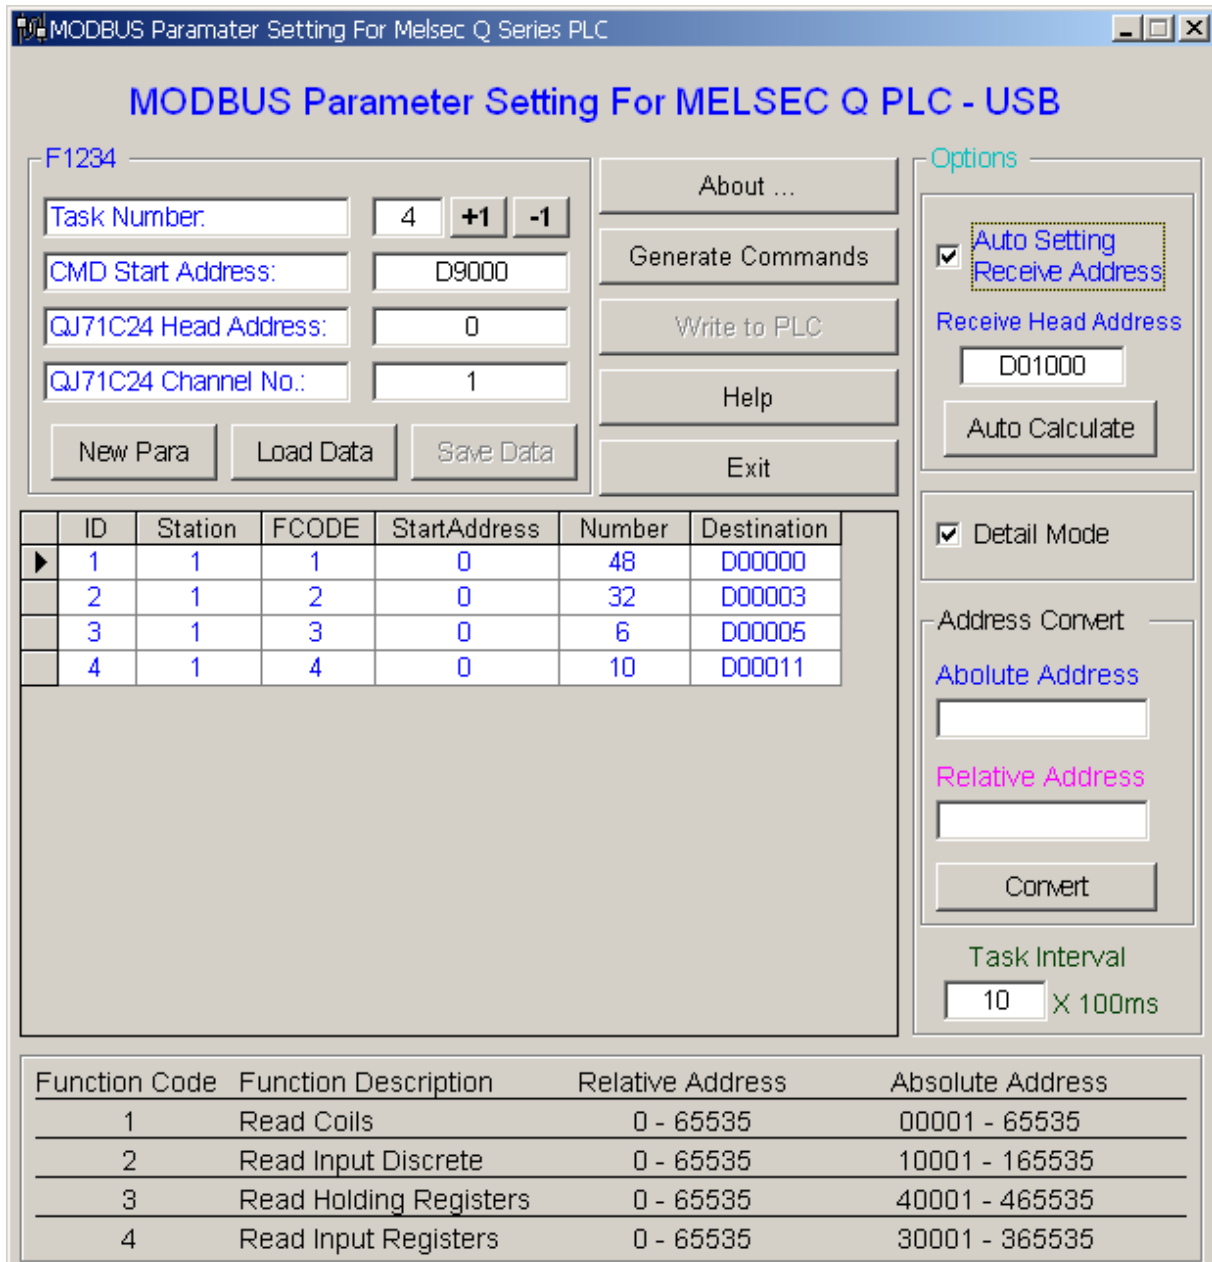 MODBUS Paramater Setting For Melsec Q Series PLC
MODBUS Parameter Setting For MELSEC Q PLC - USB
F1234
Task Number: 4 +1 -1
CMD Start Address: D9000
QJ71C24 Head Address: 0
QJ71C24 Channel No.: 1
New Para Load Data Save Data
About ...
Generate Commands
Write to PLC
Help
Exit
Options
Auto Setting
Receive Address
Receive Head Address
D01000
Auto Calculate
Detail Mode
Address Convert
Abolute Address
Relative Address
Convert
Task Interval
10 X 100ms
ID Station FCODE StartAddress Number Destination
1 1 1 0 48 D00000
2 1 2 0 32 D00003
3 1 3 0 6 D00005
4 1 4 0 10 D00011
Function Code Function Description Relative Address Absolute Address
1 Read Coils 0 - 65535 00001 - 65535
2 Read Input Discrete 0 - 65535 10001 - 165535
3 Read Holding Registers 0 - 65535 40001 - 465535
4 Read Input Registers 0 - 65535 30001 - 365535